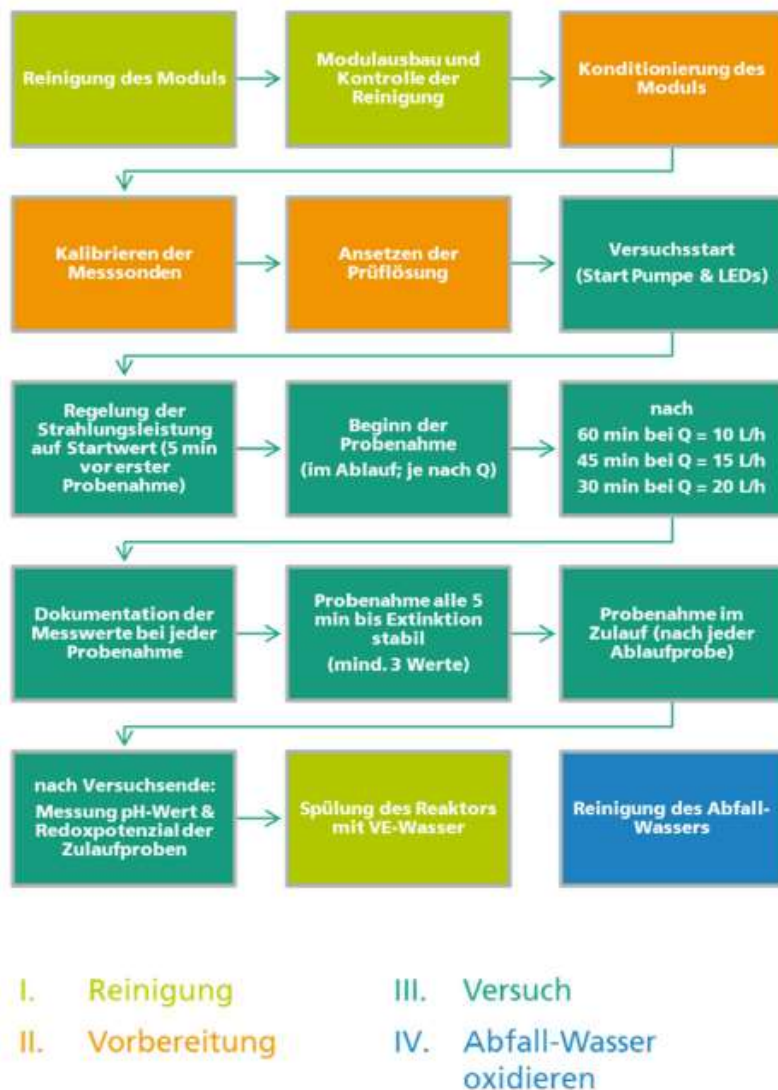 Reinigung des Moduls
Modulausbau und
Kontrolle der
Reinigung
Konditionierung des
Moduls
Kalibrieren der
Messsonden
Ansetzen der
Prüflösung
Versuchsstart
(Start Pumpe & LEDs)
Regelung der
Strahlungsleistung
auf Startwert (5 min
vor erster
Probenahme)
Beginn der
Probenahme
(im Ablauf; je nach Q)
nach
60 min bei Q = 10 L/h
45 min bei Q = 15 L/h
30 min bei Q = 20 L/h
Dokumentation der
Messwerte bei jeder
Probenahme
Probenahme alle 5
min bis Extinktion
stabil
(mind. 3 Werte)
Probenahme im
Zulauf (nach jeder
Ablaufprobe)
nach Versuchsende:
Messung pH-Wert &
Redoxpotenzial der
Zulaufproben
Spülung des Reaktors
mit VE-Wasser
Reinigung des Abfall-
Wassers
I. Reinigung
II. Vorbereitung
III. Versuch
IV. Abfall-Wasser
oxidieren